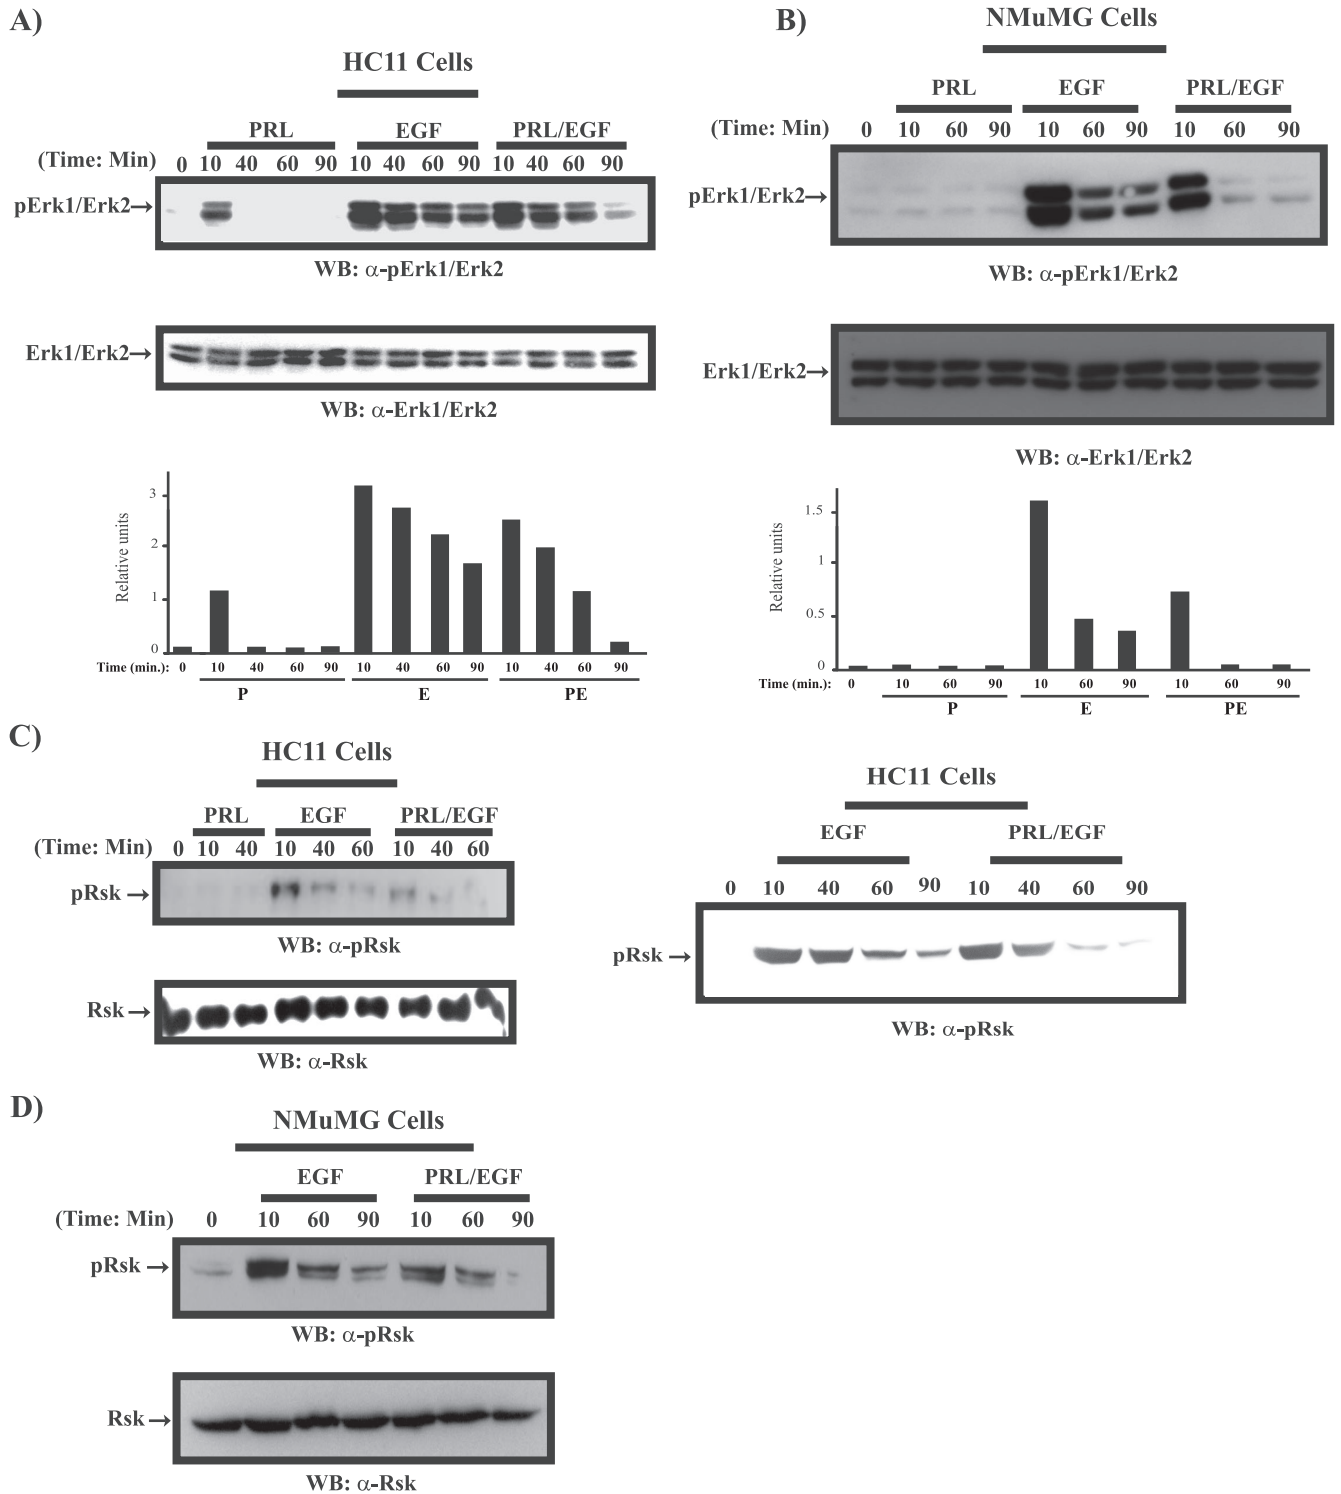 A)
HC11 Cells
PRL EGF PRL/EGF
(Time: Min) 0 10 40 60 90 10 40 60 90 10 40 60 90
pErk1/Erk2→
WB: α-pErk1/Erk2
Erk1/Erk2→
WB: α-Erk1/Erk2
Relative units
3
2
1
0
Time (min.): 0 10 40 60 90 10 40 60 90 10 40 60 90
P E PE
B)
NMuMG Cells
PRL EGF PRL/EGF
(Time: Min) 0 10 60 90 10 60 90 10 60 90
pErk1/Erk2→
WB: α-pErk1/Erk2
Erk1/Erk2→
WB: α-Erk1/Erk2
Relative units
1.5
1
0.5
0
Time (min.): 0 10 60 90 10 60 90 10 60 90
P E PE
C)
HC11 Cells
PRL EGF PRL/EGF
(Time: Min) 0 10 40 10 40 60 10 40 60
pRsk →
WB: α-pRsk
Rsk →
WB: α-Rsk
HC11 Cells
EGF PRL/EGF
0 10 40 60 90 10 40 60 90
pRsk →
WB: α-pRsk
D)
NMuMG Cells
EGF PRL/EGF
(Time: Min) 0 10 60 90 10 60 90
pRsk →
WB: α-pRsk
Rsk →
WB: α-Rsk